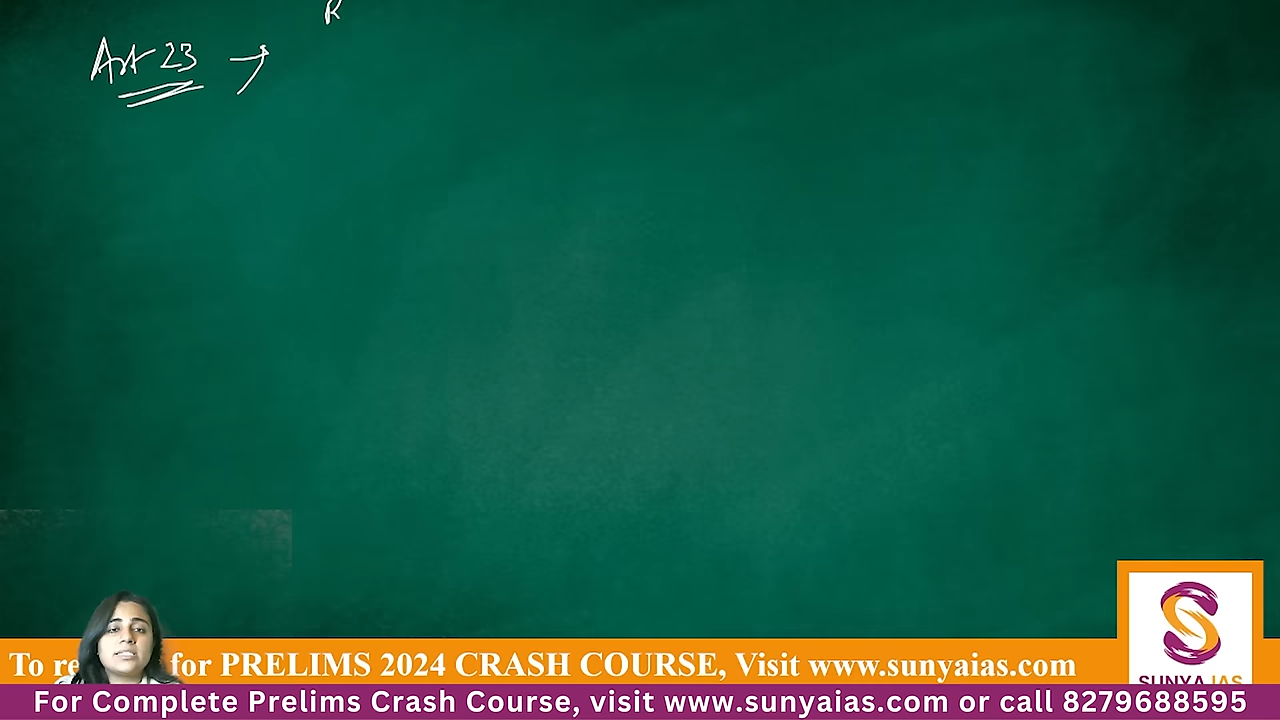 R
Art 23 →
To re for PRELIMS 2024 CRASH COURSE, Visit www.sunyaias.com
SUNYA IAS
For Complete Prelims Crash Course, visit www.sunyaias.com or call 8279688595